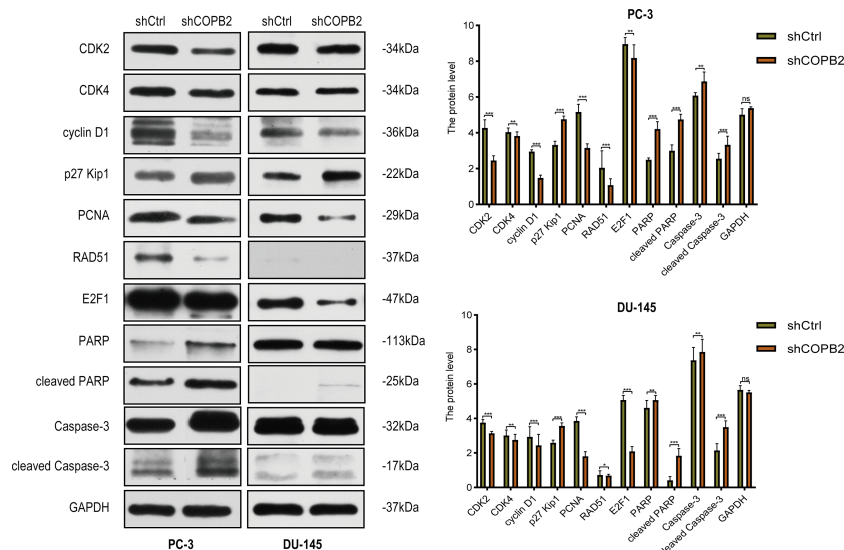 shCtrl shCOPB2 shCtrl shCOPB2
CDK2 -34kDa
CDK4 -34kDa
cyclin D1 -36kDa
p27 Kip1 -22kDa
PCNA -29kDa
RAD51 -37kDa
E2F1 -47kDa
PARP -113kDa
cleaved PARP -25kDa
Caspase-3 -32kDa
cleaved Caspase-3 -17kDa
GAPDH -37kDa
PC-3 DU-145
PC-3
shCtrl
shCOPB2
The protein level
10
8
6
4
2
0
*** ** *** *** *** *** ** *** *** ** *** ns
CDK2 CDK4 cyclin D1 p27 Kip1 PCNA RAD51 E2F1 PARP cleaved PARP Caspase-3 cleaved Caspase-3 GAPDH
DU-145
shCtrl
shCOPB2
The protein level
10
8
6
4
2
0
*** ** *** *** *** * *** ** *** ** *** ns
CDK2 CDK4 cyclin D1 p27 Kip1 PCNA RAD51 E2F1 PARP cleaved PARP Caspase-3 cleaved Caspase-3 GAPDH